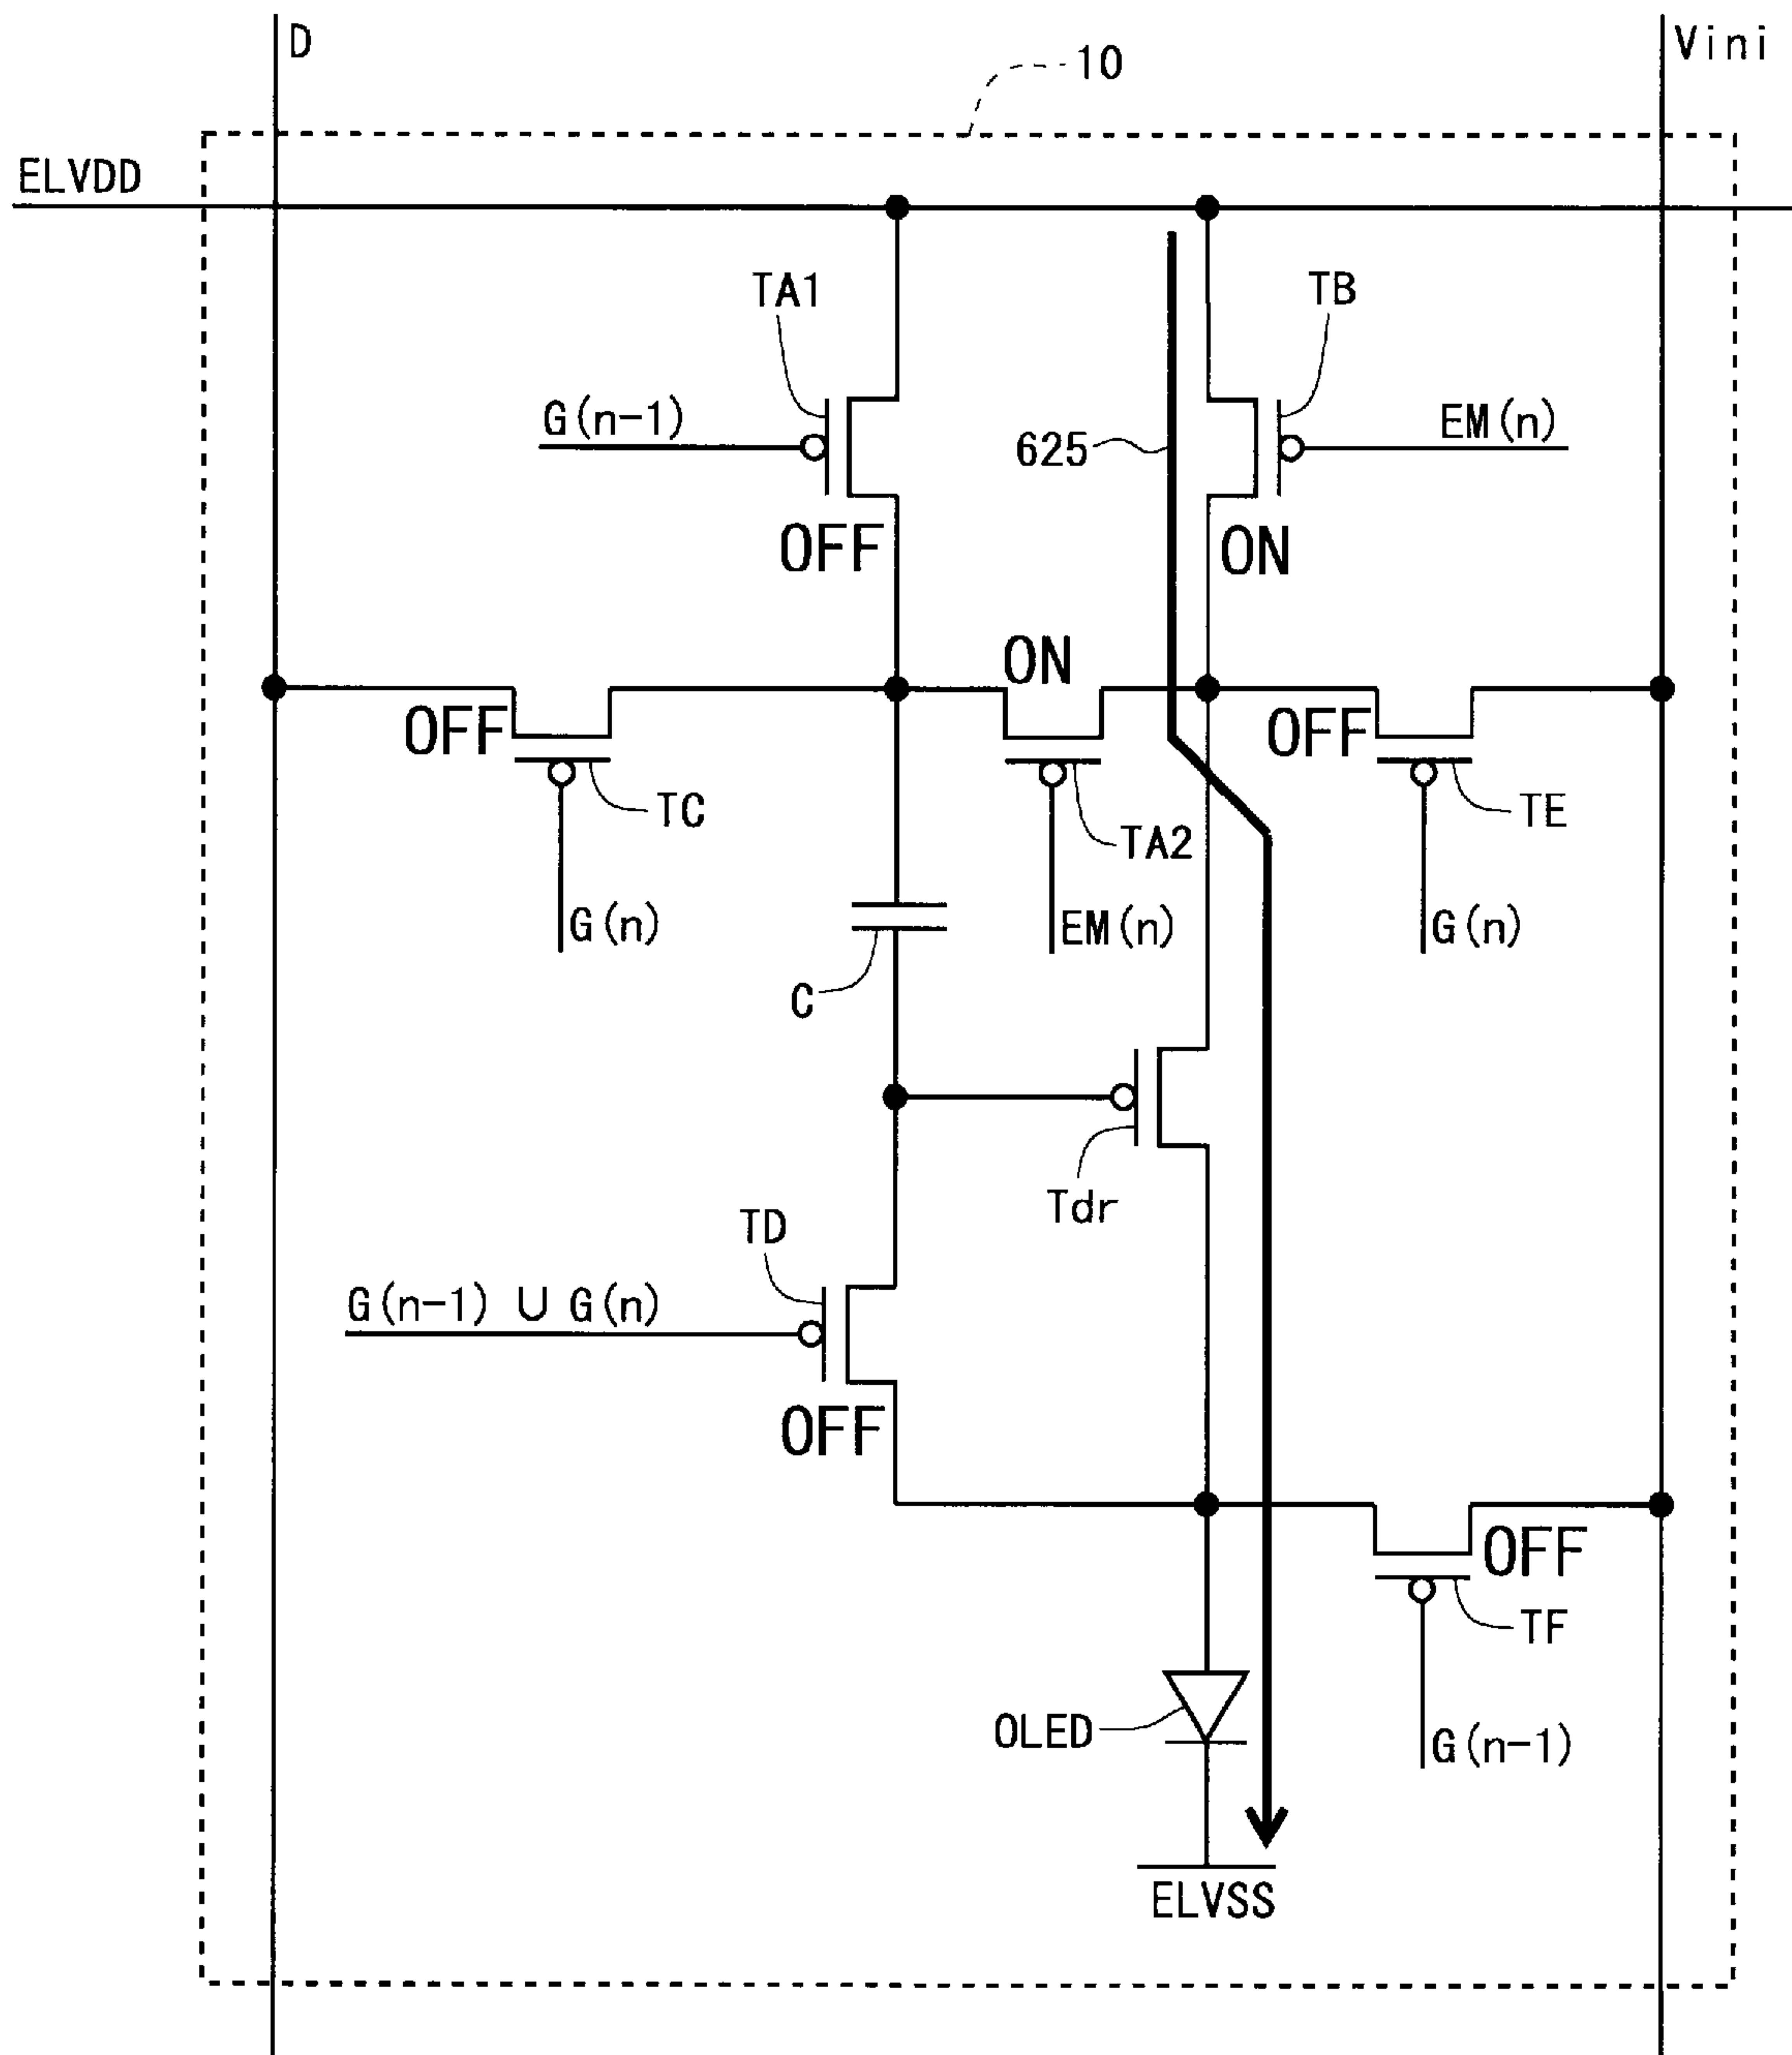 D
Vini
10
ELVDD
TA1
TB
G(n-1)
625
EM(n)
OFF
ON
ON
OFF
OFF
TC
TA2
TE
G(n)
EM(n)
G(n)
C
Tdr
TD
G(n-1) ∪ G(n)
OFF
OFF
TF
OLED
G(n-1)
ELVSS